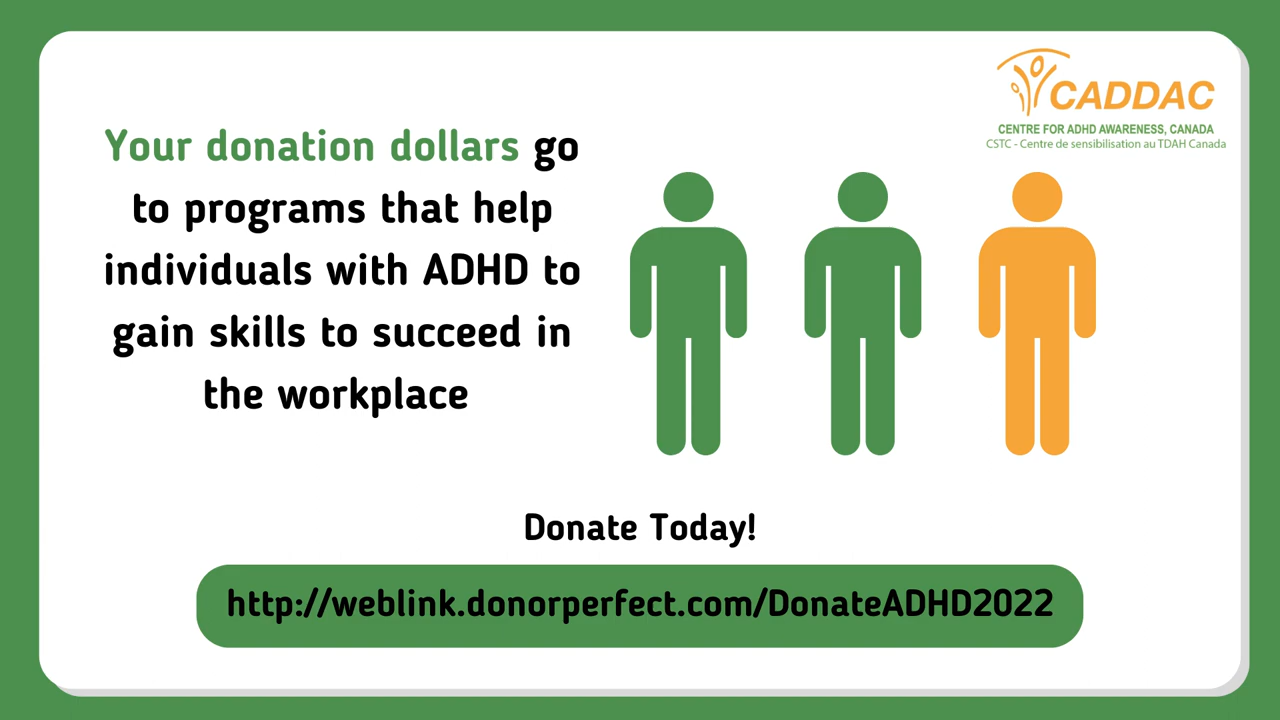 CADDAC
CENTRE FOR ADHD AWARENESS, CANADA
CSTC - Centre de sensibilisation au TDAH Canada
Your donation dollars go
to programs that help
individuals with ADHD to
gain skills to succeed in
the workplace
Donate Today!
http://weblink.donorperfect.com/DonateADHD2022